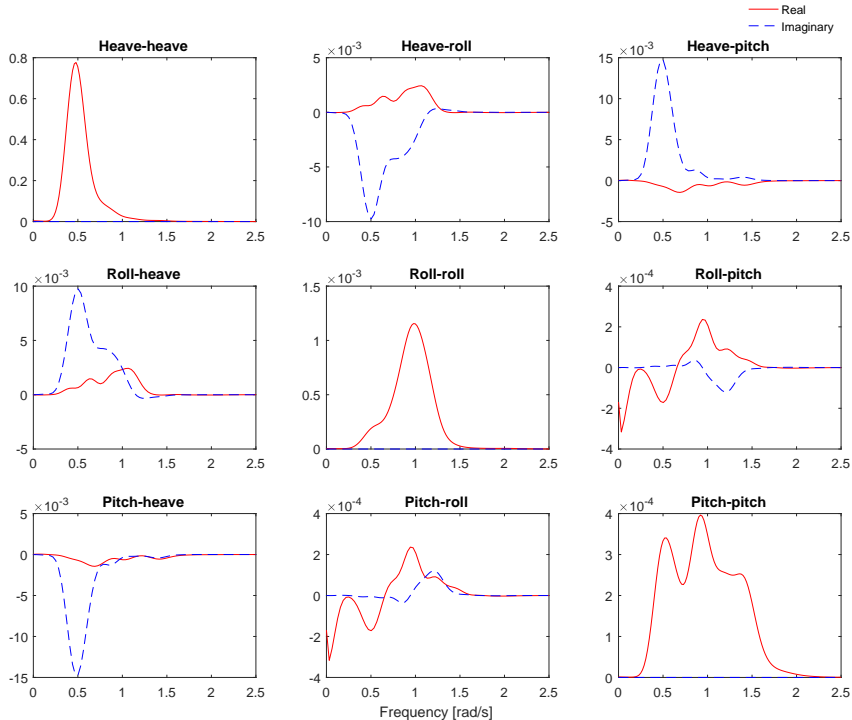 Real
Imaginary
Heave-heave
0.8
0.6
0.4
0.2
0
0 0.5 1 1.5 2 2.5
Heave-roll
×10⁻³
5
0
-5
-10
0 0.5 1 1.5 2 2.5
Heave-pitch
×10⁻³
15
10
5
0
-5
0 0.5 1 1.5 2 2.5
Roll-heave
×10⁻³
10
5
0
-5
0 0.5 1 1.5 2 2.5
Roll-roll
×10⁻³
1.5
1
0.5
0
0 0.5 1 1.5 2 2.5
Roll-pitch
×10⁻⁴
4
2
0
-2
-4
0 0.5 1 1.5 2 2.5
Pitch-heave
×10⁻³
5
0
-5
-10
-15
0 0.5 1 1.5 2 2.5
Pitch-roll
×10⁻⁴
4
2
0
-2
-4
0 0.5 1 1.5 2 2.5
Frequency [rad/s]
Pitch-pitch
×10⁻⁴
4
3
2
1
0
0 0.5 1 1.5 2 2.5